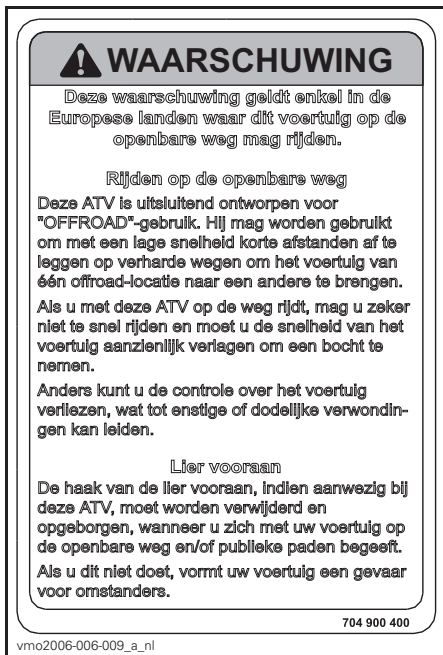 WAARSCHUWING
Deze waarschuwing geldt enkel in de
Europese landen waar dit voertuig op de
openbare weg mag rijden.
Rijden op de openbare weg
Deze ATV is uitsluitend ontworpen voor
"OFFROAD"-gebruik. Hij mag worden gebruikt
om met een lage snelheid korte afstanden af te
leggen op verharde wegen om het voertuig van
één offroad-locatie naar een andere te brengen.
Als u met deze ATV op de weg rijdt, mag u zeker
niet te snel rijden en moet u de snelheid van het
voertuig aanzienlijk verlagen om een bocht te
nemen.
Anders kunt u de controle over het voertuig
verliezen, wat tot enstige of dodelijke verwondin-
gen kan leiden.
Lier vooraan
De haak van de lier vooraan, indien aanwezig bij
deze ATV, moet worden verwijderd en
opgeborgen, wanneer u zich met uw voertuig op
de openbare weg en/of publieke paden begeeft.
Als u dit niet doet, vormt uw voertuig een gevaar
voor omstanders.
704 900 400
vmo2006-006-009_a_nl